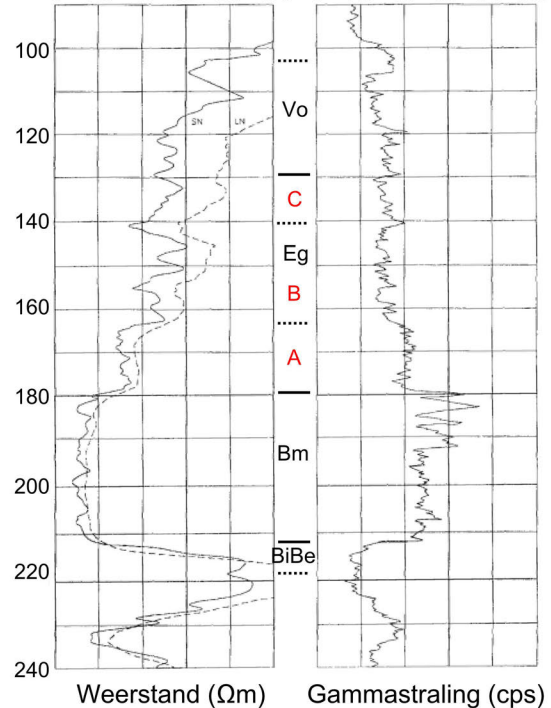 100
Vo
120
SN
LN
C
140
Eg
B
160
A
180
Bm
200
BiBe
220
240
Weerstand (Ωm)
Gammastraling (cps)